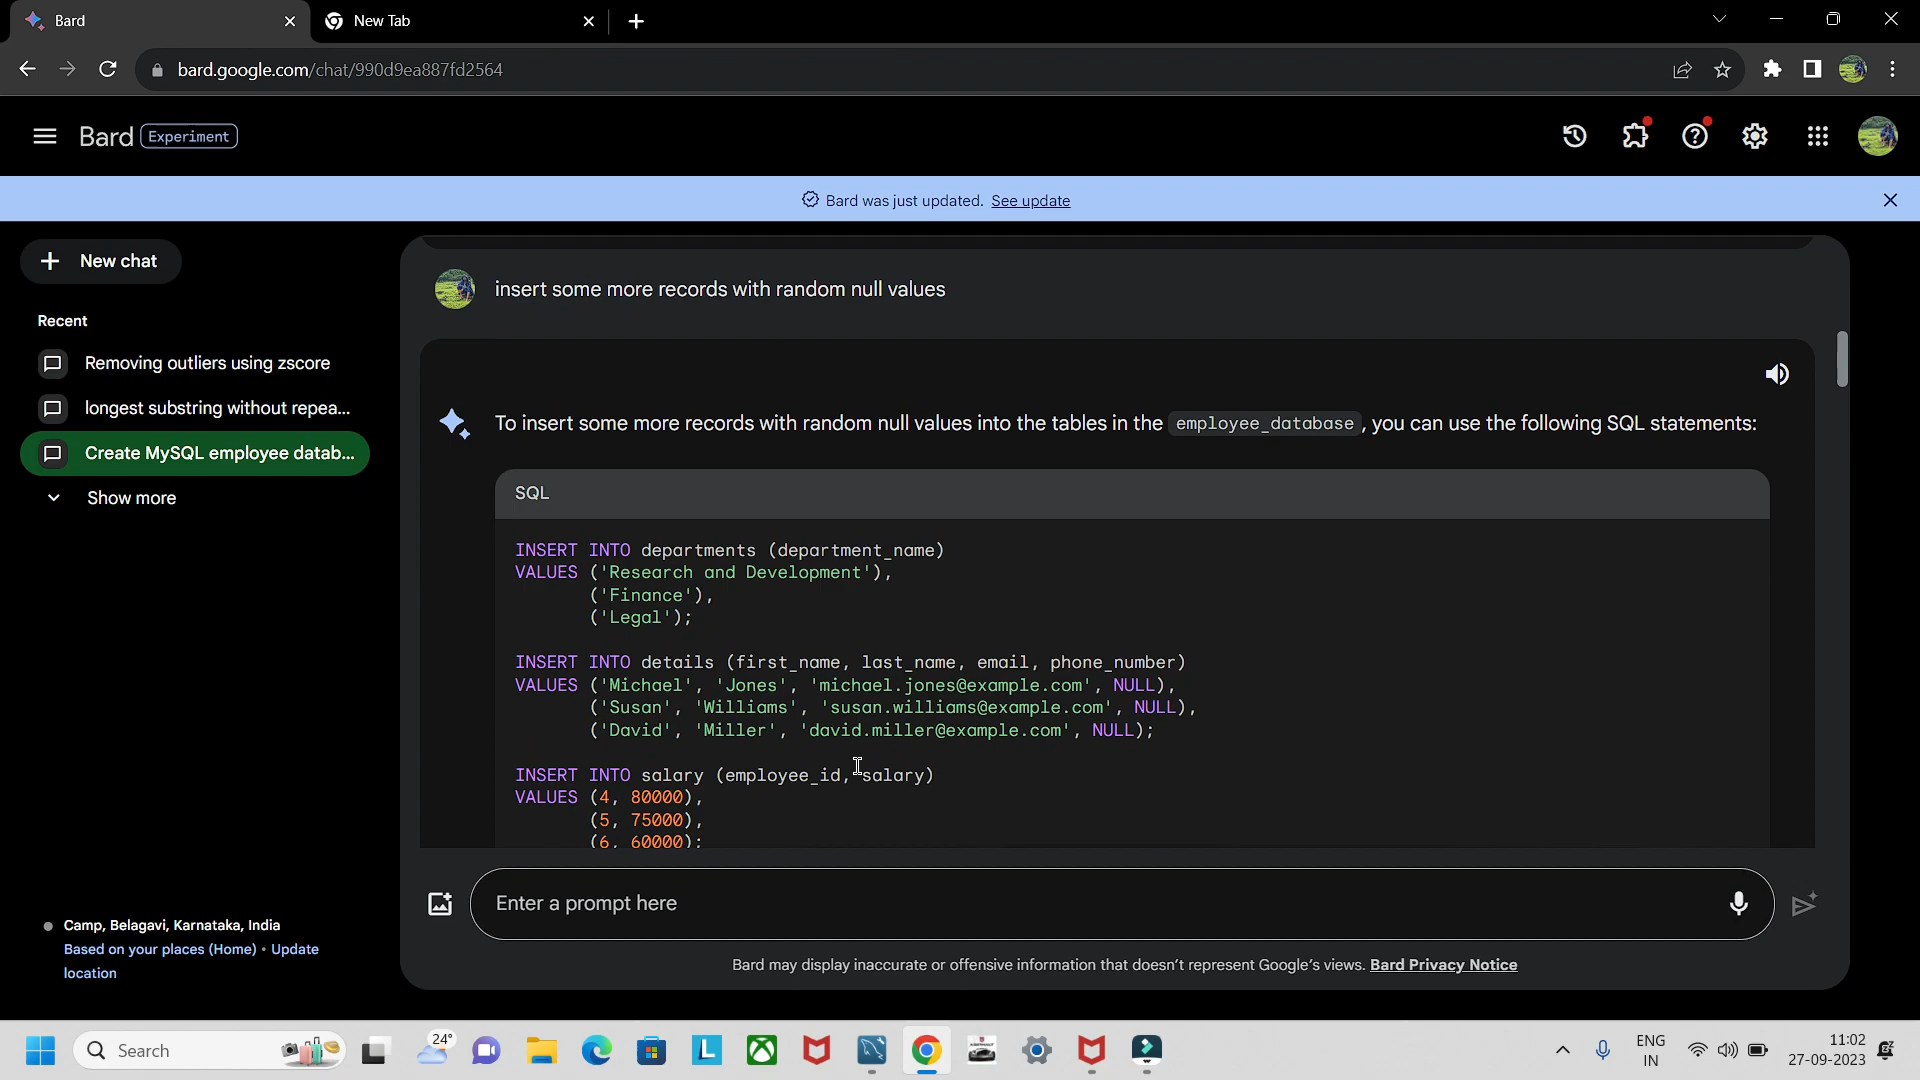 Bard
New Tab
bard.google.com/chat/990d9ea887fd2564
Bard Experiment
Bard was just updated. See update
New chat
Recent
Removing outliers using zscore
longest substring without repea...
Create MySQL employee datab...
Show more
Camp, Belagavi, Karnataka, India
Based on your places (Home) • Update
location
insert some more records with random null values
To insert some more records with random null values into the tables in the employee_database, you can use the following SQL statements:
SQL
INSERT INTO departments (department_name)
VALUES ('Research and Development'),
('Finance'),
('Legal');
INSERT INTO details (first_name, last_name, email, phone_number)
VALUES ('Michael', 'Jones', 'michael.jones@example.com', NULL),
('Susan', 'Williams', 'susan.williams@example.com', NULL),
('David', 'Miller', 'david.miller@example.com', NULL);
INSERT INTO salary (employee_id, salary)
VALUES (4, 80000),
(5, 75000),
(6, 60000);
Enter a prompt here
Bard may display inaccurate or offensive information that doesn't represent Google's views. Bard Privacy Notice
Search
24°
L
ENG
IN
11:02
27-09-2023